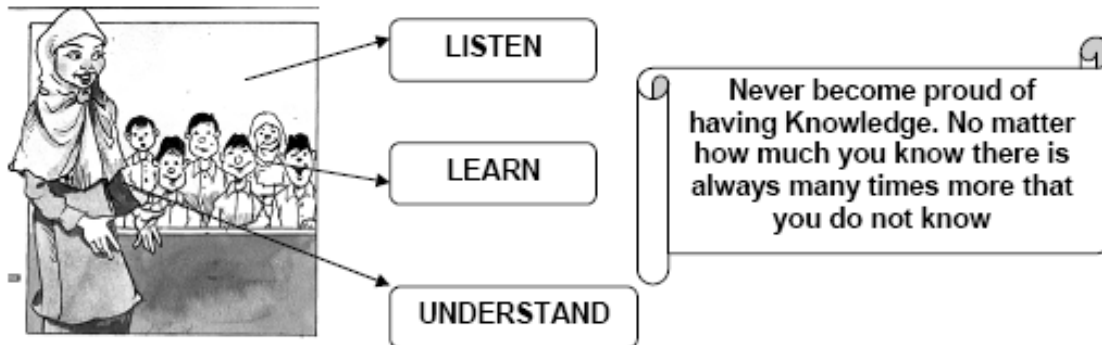 LISTEN
LEARN
UNDERSTAND
Never become proud of
having Knowledge. No matter
how much you know there is
always many times more that
you do not know